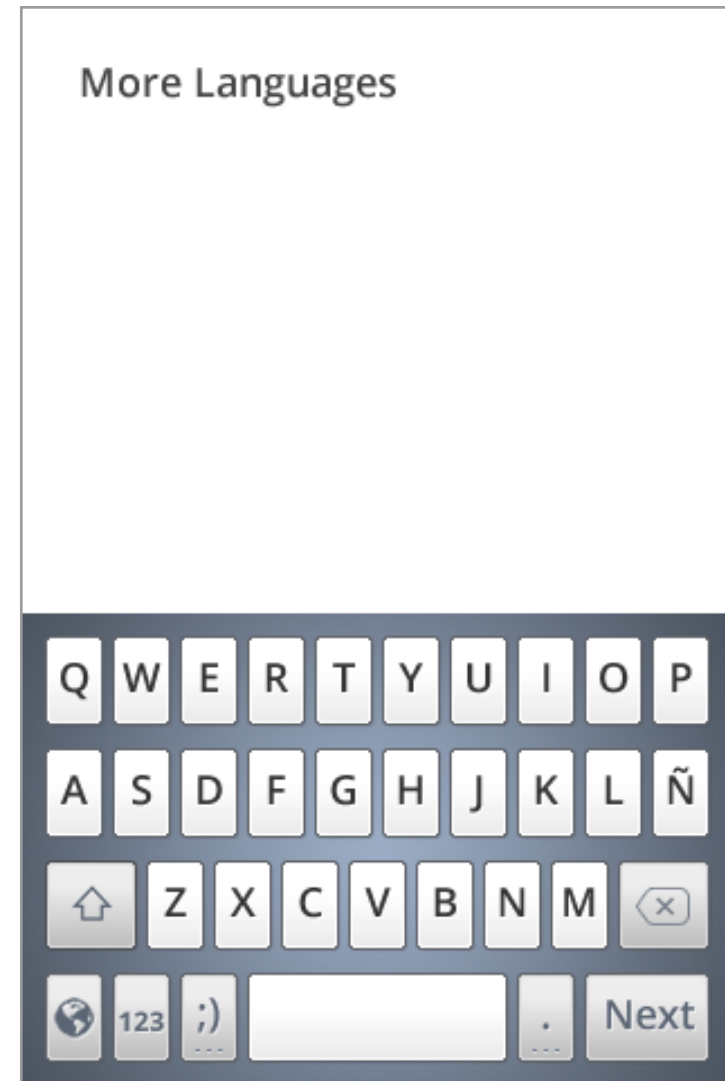 More Languages
Q W E R T Y U I O P
A S D F G H J K L Ñ
Z X C V B N M
123 ;) . Next